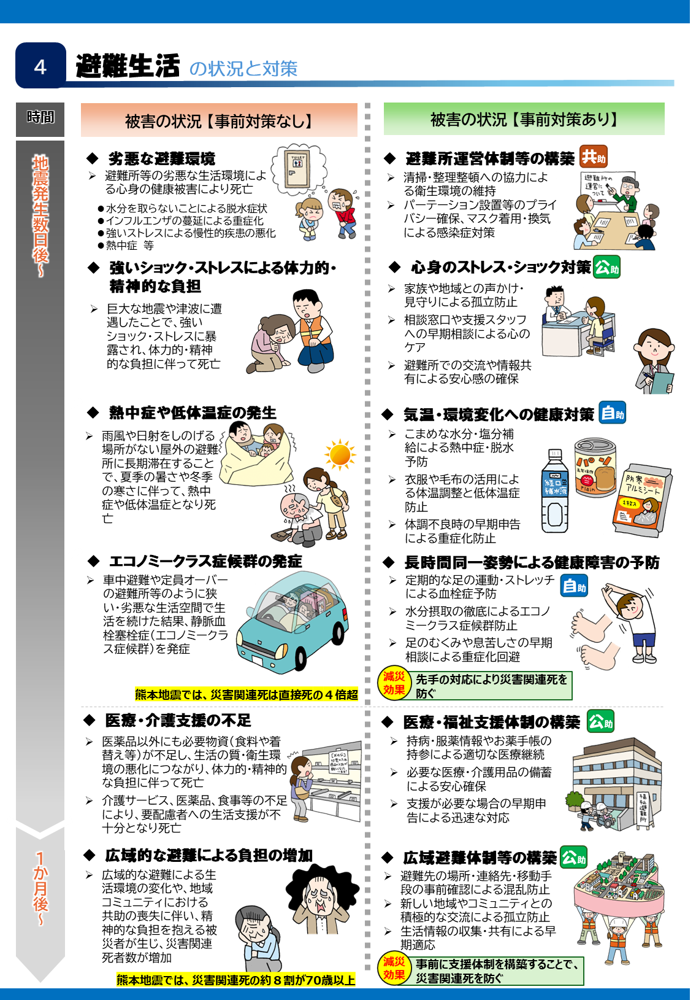 4
避難生活 の状況と対策
時間
被害の状況【事前対策なし】
被害の状況【事前対策あり】
地震発生数日後～
◆ 劣悪な避難環境
➢ 避難所等の劣悪な生活環境によ
る心身の健康被害により死亡
●水分を取らないことによる脱水症状
●インフルエンザの蔓延による重症化
●強いストレスによる慢性的疾患の悪化
●熱中症 等
TOILET
◆ 避難所運営体制等の構築 共助
➢ 清掃・整理整頓への協力によ
る衛生環境の維持
➢ パーテーション設置等のプライ
バシー確保、マスク着用・換気
による感染症対策
避難所の
運営に
ついて
◆ 強いショック・ストレスによる体力的・
精神的な負担
➢ 巨大な地震や津波に遭
遇したことで、強い
ショック・ストレスに暴
露され、体力的・精神
的な負担に伴って死亡
◆ 心身のストレス・ショック対策 公助
➢ 家族や地域との声かけ・
見守りによる孤立防止
➢ 相談窓口や支援スタッフ
への早期相談による心の
ケア
➢ 避難所での交流や情報共
有による安心感の確保
◆ 熱中症や低体温症の発生
➢ 雨風や日射をしのげる
場所がない屋外の避難
所に長期滞在すること
で、夏季の暑さや冬季
の寒さに伴って、熱中
症や低体温症となり死
亡
◆ 気温・環境変化への健康対策 自助
➢ こまめな水分・塩分補
給による熱中症・脱水
予防
➢ 衣服や毛布の活用によ
る体温調整と低体温症
防止
➢ 体調不良時の早期申告
による重症化防止
経口
補水液
Plain
防寒
アルミシート
1枚入
◆ エコノミークラス症候群の発症
➢ 車中避難や定員オーバー
の避難所等のように狭
い・劣悪な生活空間で生
活を続けた結果、静脈血
栓塞栓症（エコノミークラ
ス症候群）を発症
熊本地震では、災害関連死は直接死の４倍超
◆ 長時間同一姿勢による健康障害の予防
自助
➢ 定期的な足の運動・ストレッチ
による血栓症予防
➢ 水分摂取の徹底によるエコノ
ミークラス症候群防止
➢ 足のむくみや息苦しさの早期
相談による重症化回避
減災
効果
先手の対応により災害関連死を
防ぐ
◆ 医療・介護支援の不足
➢ 医薬品以外にも必要物資（食料や着
替え等）が不足し、生活の質・衛生環
境の悪化につながり、体力的・精神的
な負担に伴って死亡
➢ 介護サービス、医薬品、食事等の不足
により、要配慮者への生活支援が不
十分となり死亡
◆ 医療・福祉支援体制の構築 公助
➢ 持病・服薬情報やお薬手帳の
持参による適切な医療継続
➢ 必要な医療・介護用品の備蓄
による安心確保
➢ 支援が必要な場合の早期申
告による迅速な対応
福祉避難所
１か月後～
◆ 広域的な避難による負担の増加
➢ 広域的な避難による生
活環境の変化や、地域
コミュニティにおける
共助の喪失に伴い、精
神的な負担を抱える被
災者が生じ、災害関連
死者数が増加
熊本地震では、災害関連死の約８割が70歳以上
◆ 広域避難体制等の構築 公助
➢ 避難先の場所・連絡先・移動手
段の事前確認による混乱防止
➢ 新しい地域やコミュニティとの
積極的な交流による孤立防止
➢ 生活情報の収集・共有による早
期適応
減災
効果
事前に支援体制を構築することで、
災害関連死を防ぐ